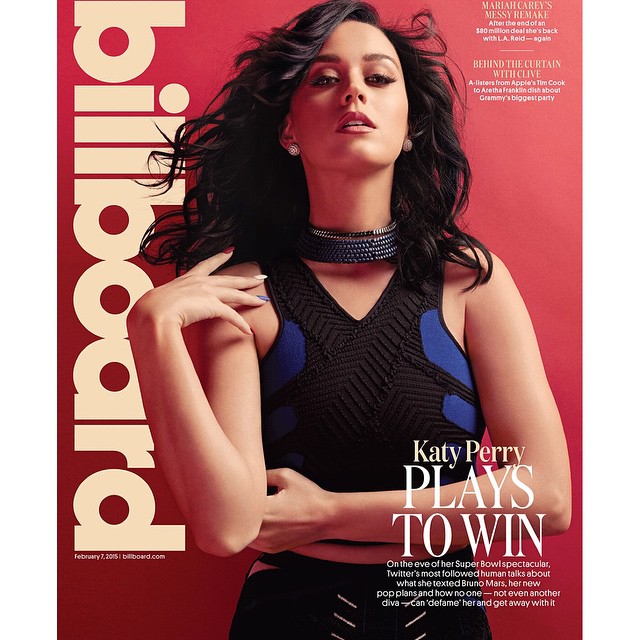 billboard
MARIAH CAREY'S
MESSY REMAKE
After the end of an
$80 million deal she's back
with L.A. Reid — again
BEHIND THE CURTAIN
WITH CLIVE
A-listers from Apple's Tim Cook
to Aretha Franklin dish about
Grammy's biggest party
Katy Perry
PLAYS
TO WIN
On the eve of her Super Bowl spectacular,
Twitter's most followed human talks about
what she texted Bruno Mars, her new
pop plans and how no one — not even another
diva — can 'defame' her and get away with it
February 7, 2015 | billboard.com